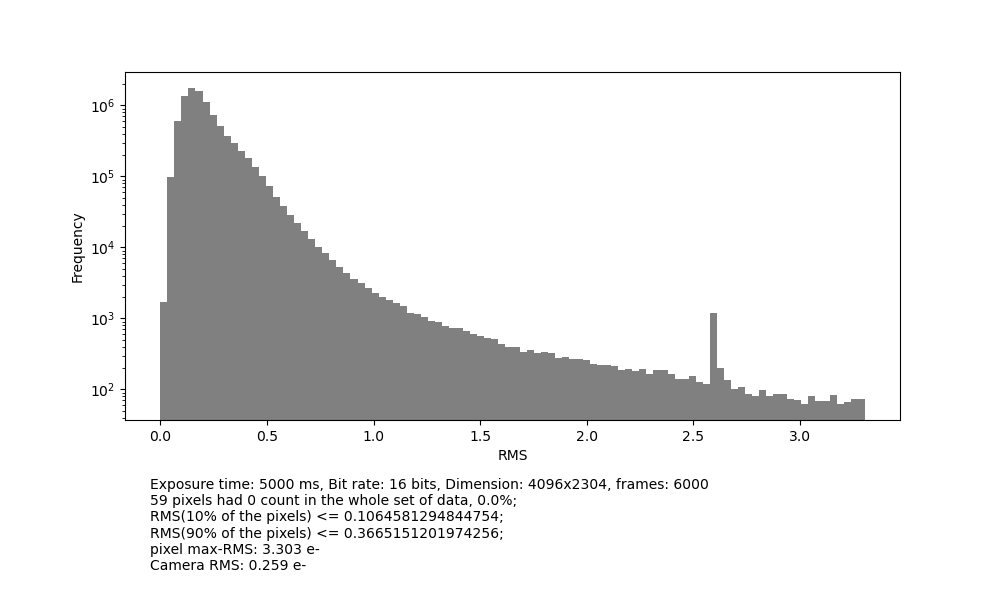 10⁶
10⁵
10⁴
10³
10²
Frequency
0.0 0.5 1.0 1.5 2.0 2.5 3.0
RMS
Exposure time: 5000 ms, Bit rate: 16 bits, Dimension: 4096x2304, frames: 6000
59 pixels had 0 count in the whole set of data, 0.0%;
RMS(10% of the pixels) <= 0.1064581294844754;
RMS(90% of the pixels) <= 0.3665151201974256;
pixel max-RMS: 3.303 e-
Camera RMS: 0.259 e-